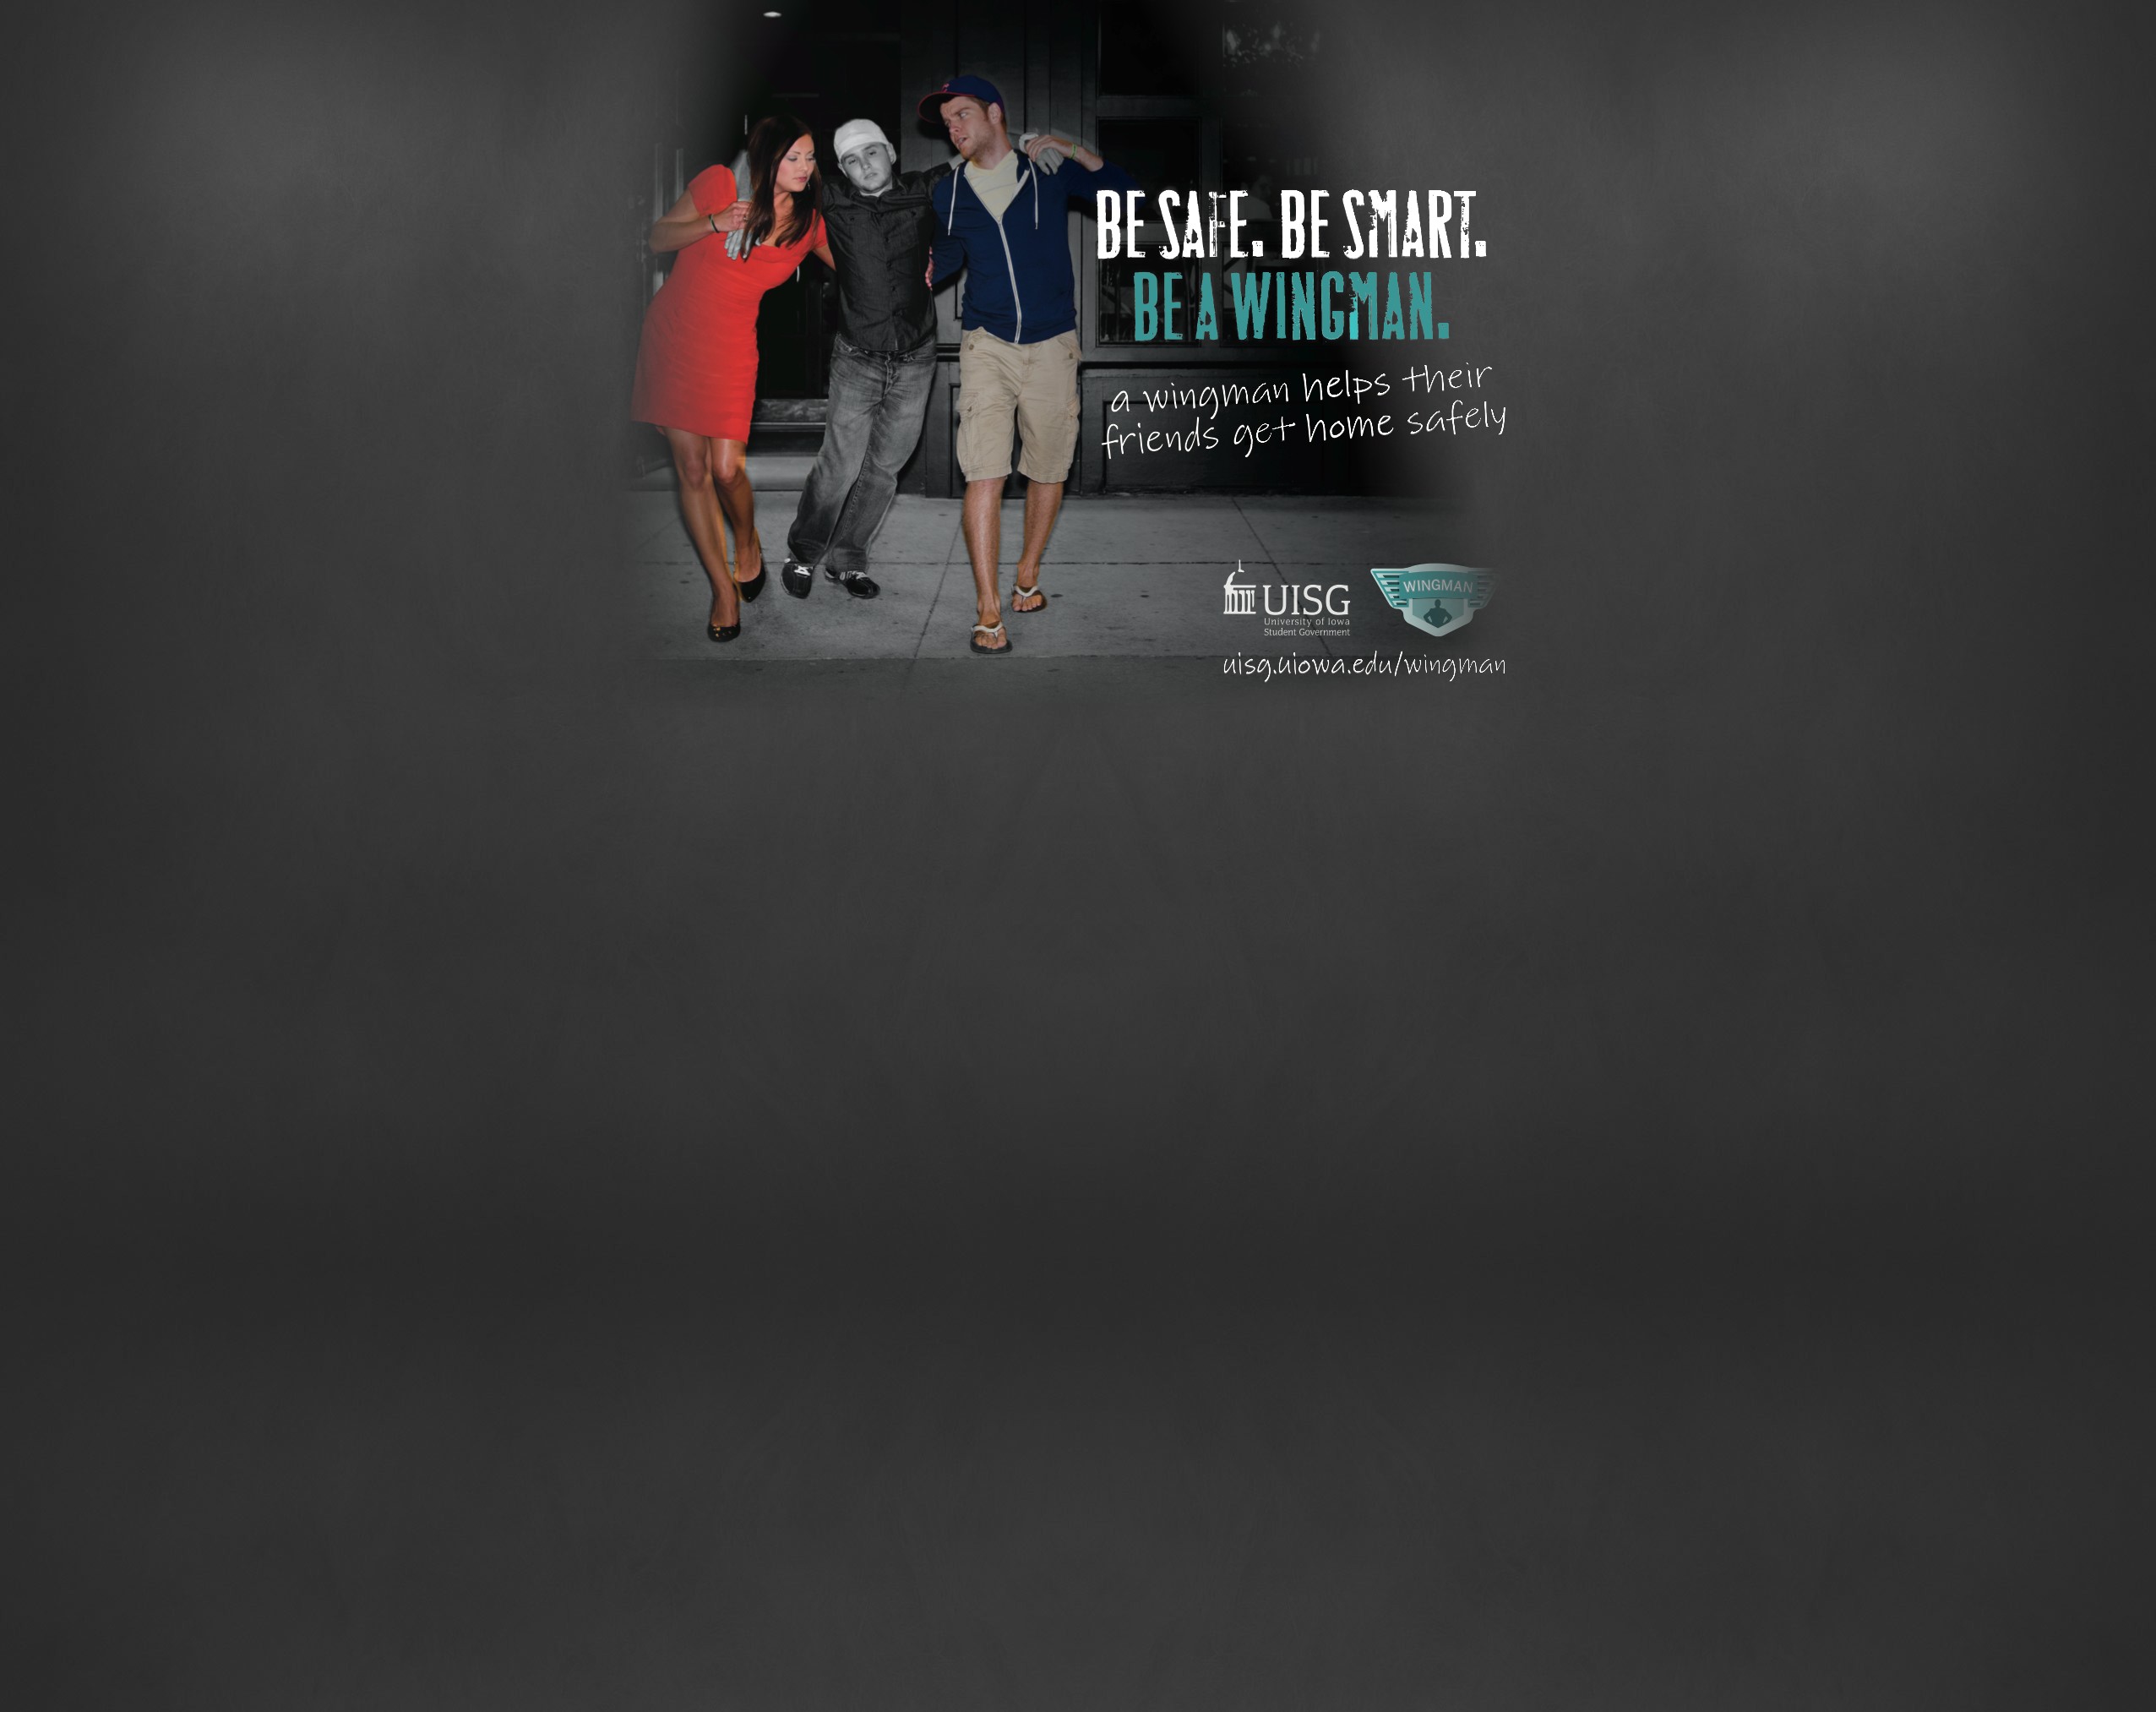 BE SAFE. BE SMART.
BE A WINGMAN.
a wingman helps their
friends get home safely
UISG
University of Iowa
Student Government
WINGMAN
uisg.uiowa.edu/wingman